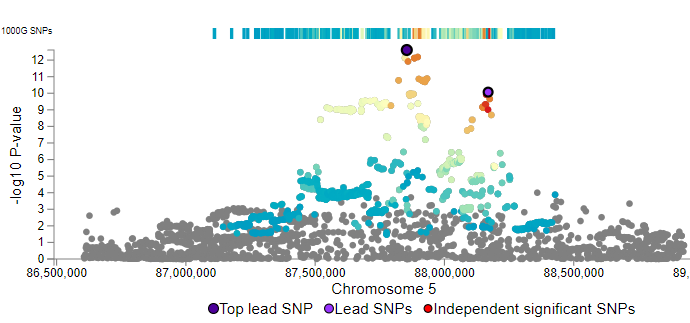 1000G SNPs
-log10 P-value
12
11
10
9
8
7
6
5
4
3
2
1
0
86,500,000 87,000,000 87,500,000 88,000,000 88,500,000 89,
Chromosome 5
Top lead SNP Lead SNPs Independent significant SNPs